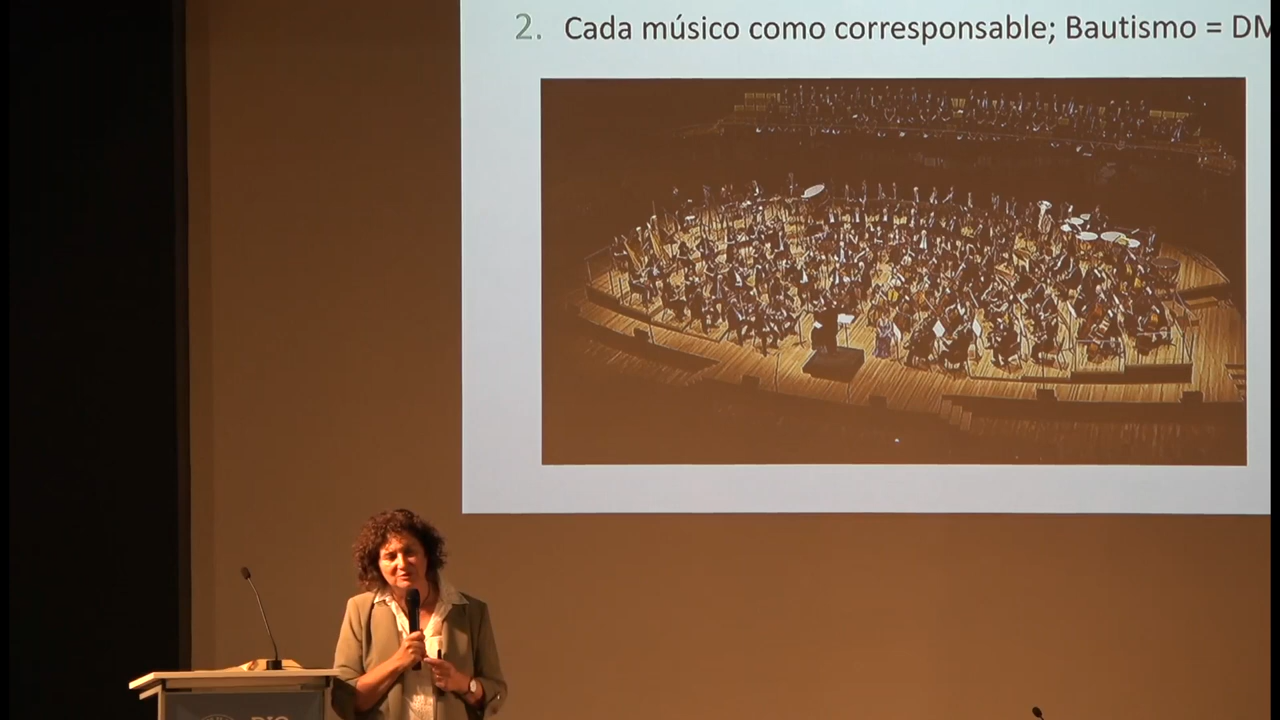 2. Cada músico como corresponsable; Bautismo = DM